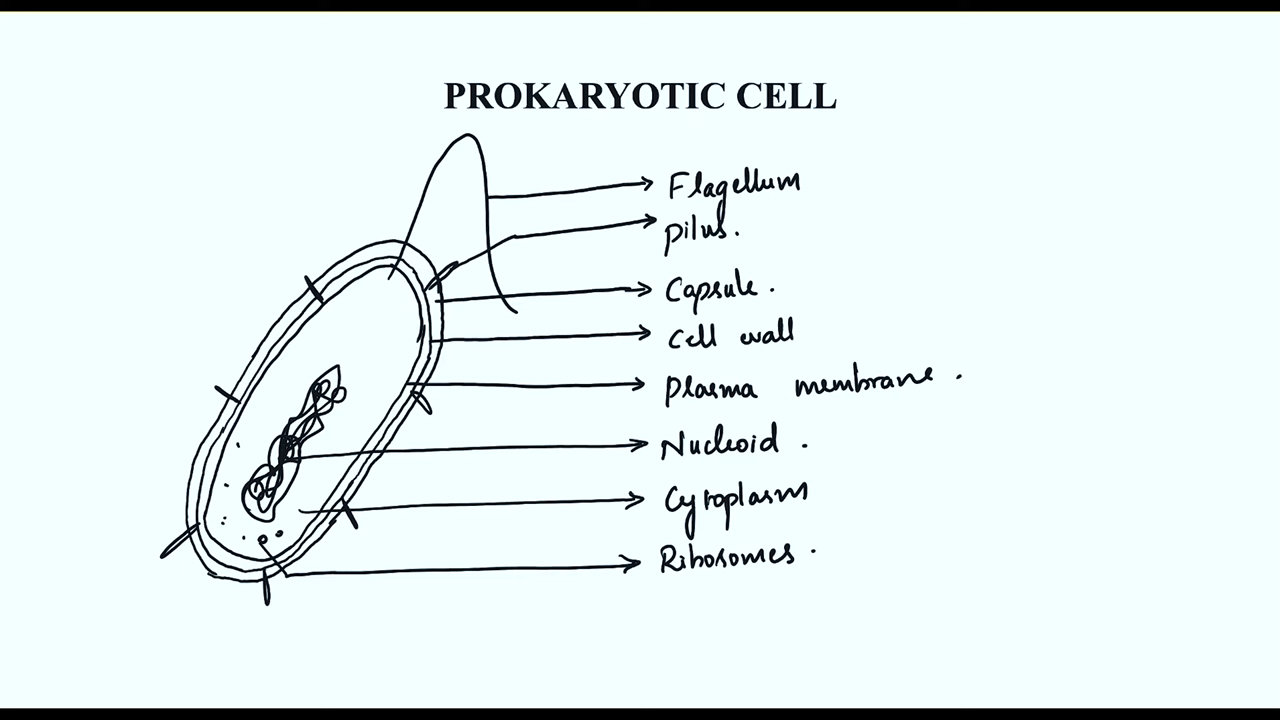 PROKARYOTIC CELL
Flagellum
pilus.
Capsule.
Cell wall
plasma membrane.
Nucleoid.
Cytoplasm
Ribosomes.